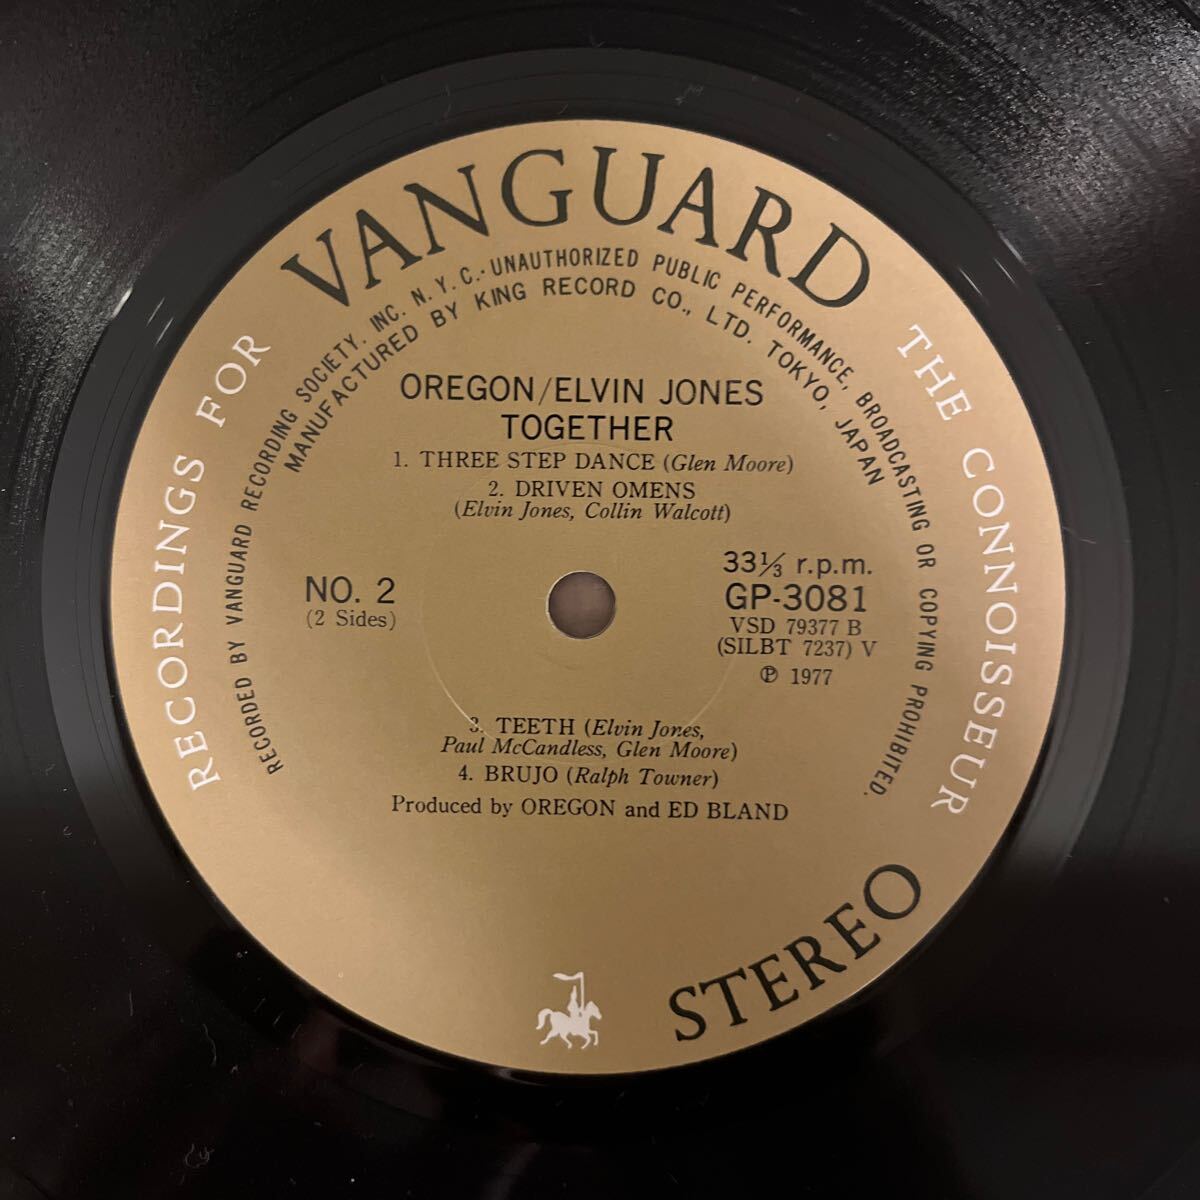 VANGUARD
RECORDINGS FOR THE CONNOISSEUR
RECORDED BY VANGUARD RECORDING SOCIETY. INC. N.Y.C.·UNAUTHORIZED PUBLIC PERFORMANCE, BROADCASTING OR COPYING PROHIBITED.
MANUFACTURED BY KING RECORD CO., LTD. TOKYO, JAPAN
OREGON/ELVIN JONES
TOGETHER
1. THREE STEP DANCE (Glen Moore)
2. DRIVEN OMENS
(Elvin Jones, Collin Walcott)
NO. 2
(2 Sides)
33⅓ r.p.m.
GP-3081
VSD 79377 B
(SILBT 7237) V
℗ 1977
3. TEETH (Elvin Jones,
Paul McCandless, Glen Moore)
4. BRUJO (Ralph Towner)
Produced by OREGON and ED BLAND
STEREO